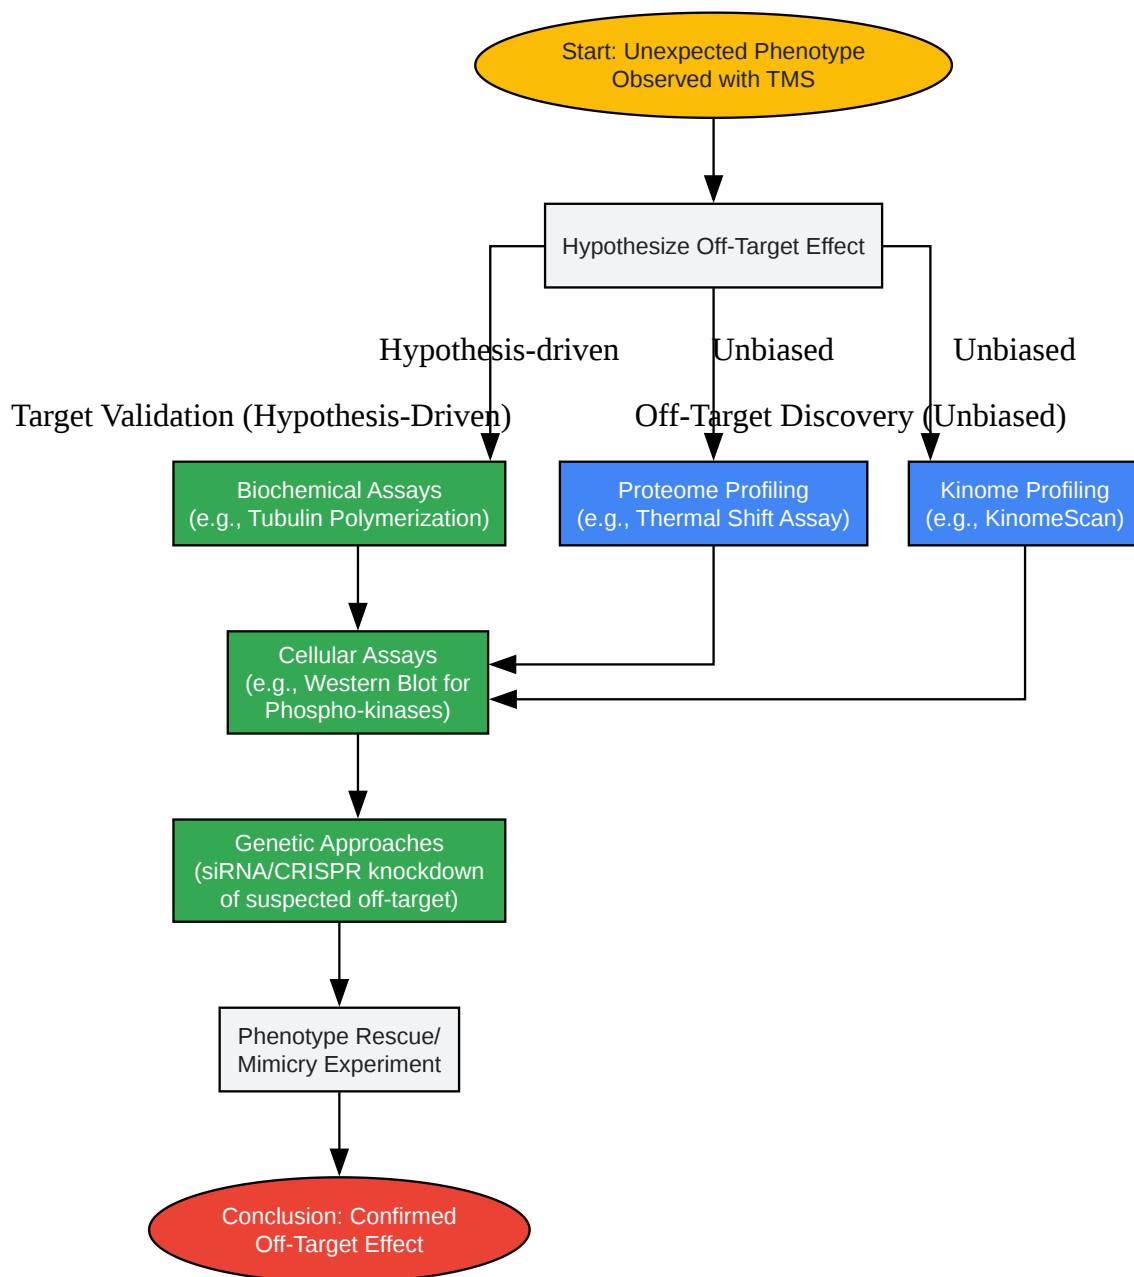 Start: Unexpected Phenotype
Observed with TMS
Hypothesize Off-Target Effect
Hypothesis-driven
Unbiased
Unbiased
Target Validation (Hypothesis-Driven)
Off-Target Discovery (Unbiased)
Biochemical Assays
(e.g., Tubulin Polymerization)
Proteome Profiling
(e.g., Thermal Shift Assay)
Kinome Profiling
(e.g., KinomeScan)
Cellular Assays
(e.g., Western Blot for
Phospho-kinases)
Genetic Approaches
(siRNA/CRISPR knockdown
of suspected off-target)
Phenotype Rescue/
Mimicry Experiment
Conclusion: Confirmed
Off-Target Effect